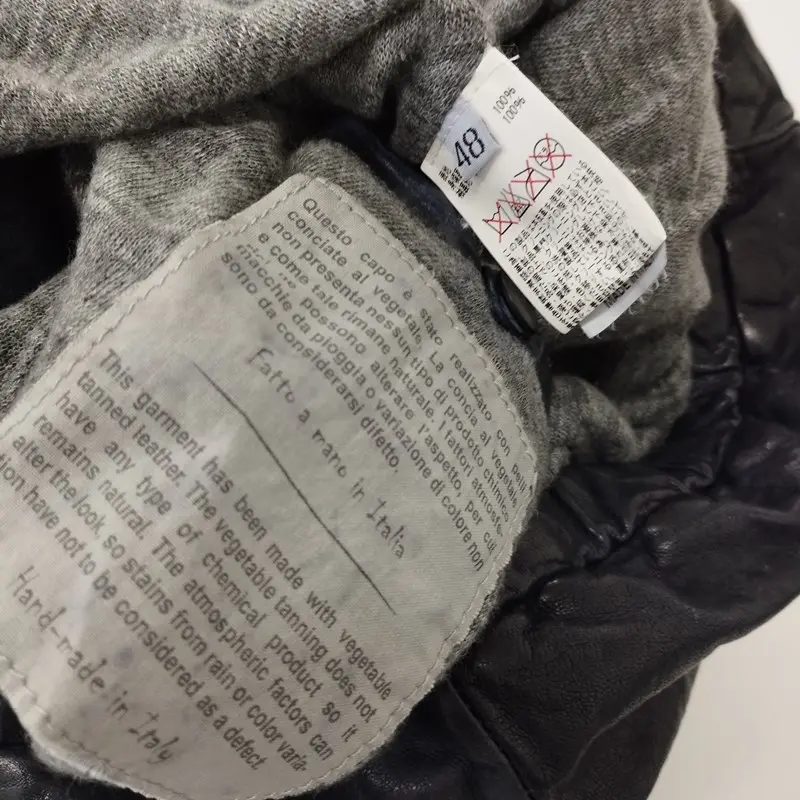 Questo capo è stato realizzato con pelli
conciate al vegetale. La concia al vegetale
non presenta nessun tipo di prodotto chimico
e come tale rimane naturale. I fattori atmosfe-
possono alterare l'aspetto, per cui
macchie da pioggia o variazione di colore non
sono da considerarsi difetto.
Fatto a mano in Italia
This garment has been made with vegetable
tanned leather. The vegetable tanning does not
have any type of chemical product so it
remains natural. The atmospheric factors can
alter the look, so stains from rain or color varia-
tion have not to be considered as a defect.
Hand-made in Italy
48
100%
100%